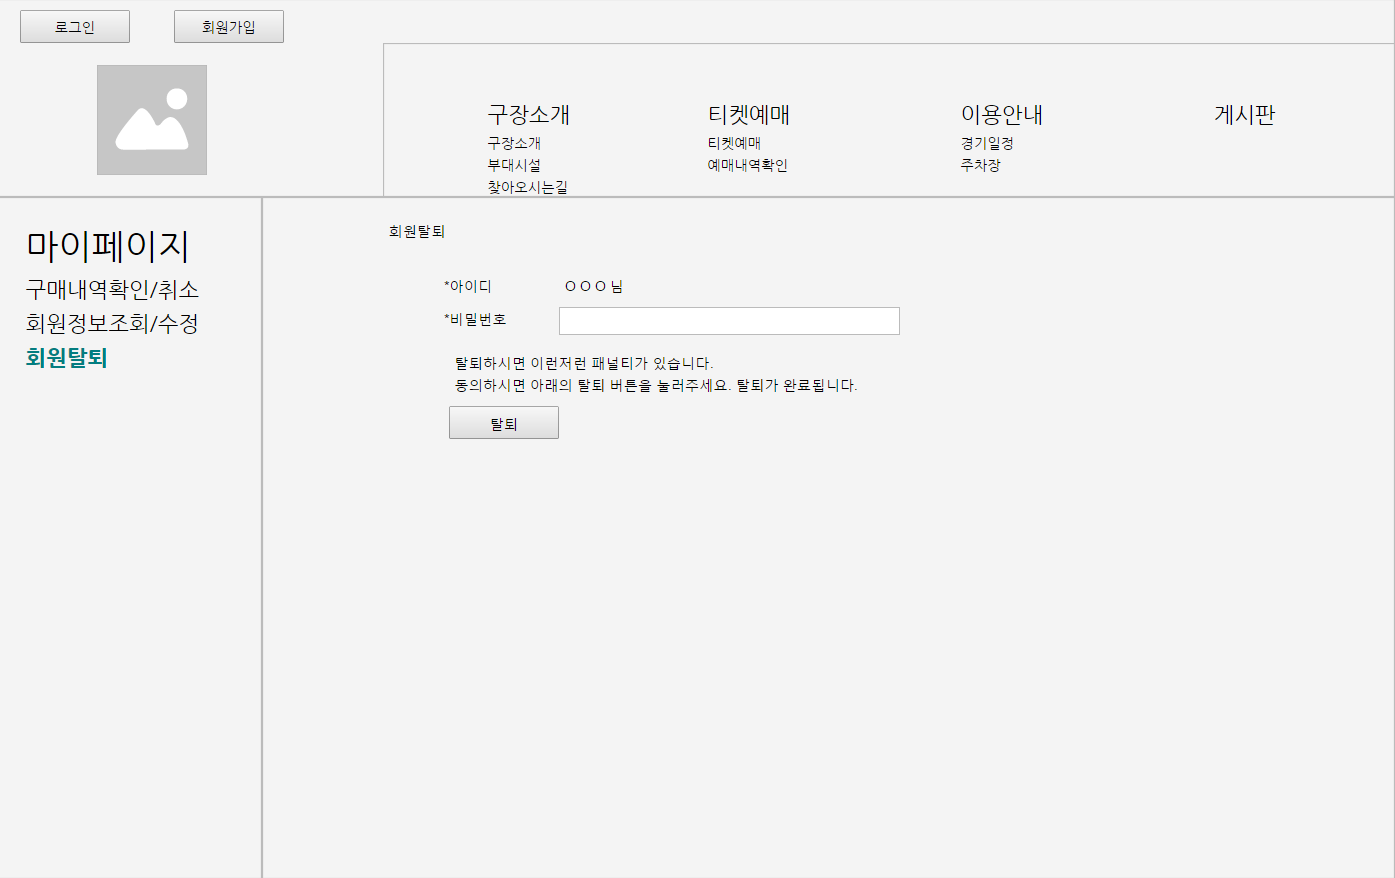 로그인 회원가입
구장소개 티켓예매 이용안내 게시판
구장소개 티켓예매 경기일정
부대시설 예매내역확인 주차장
찾아오시는길
마이페이지
구매내역확인/취소
회원정보조회/수정
회원탈퇴
회원탈퇴
*아이디 O O O 님
*비밀번호
탈퇴하시면 이런저런 패널티가 있습니다.
동의하시면 아래의 탈퇴 버튼을 눌러주세요. 탈퇴가 완료됩니다.
탈퇴